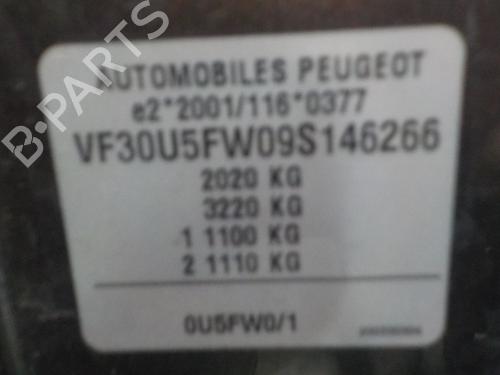 B-PARTS
AUTOMOBILES PEUGEOT
e2*2001/116*0377
VF30U5FW09S146266
2020 KG
3220 KG
1 1100 KG
2 1110 KG
0U5FW0/1